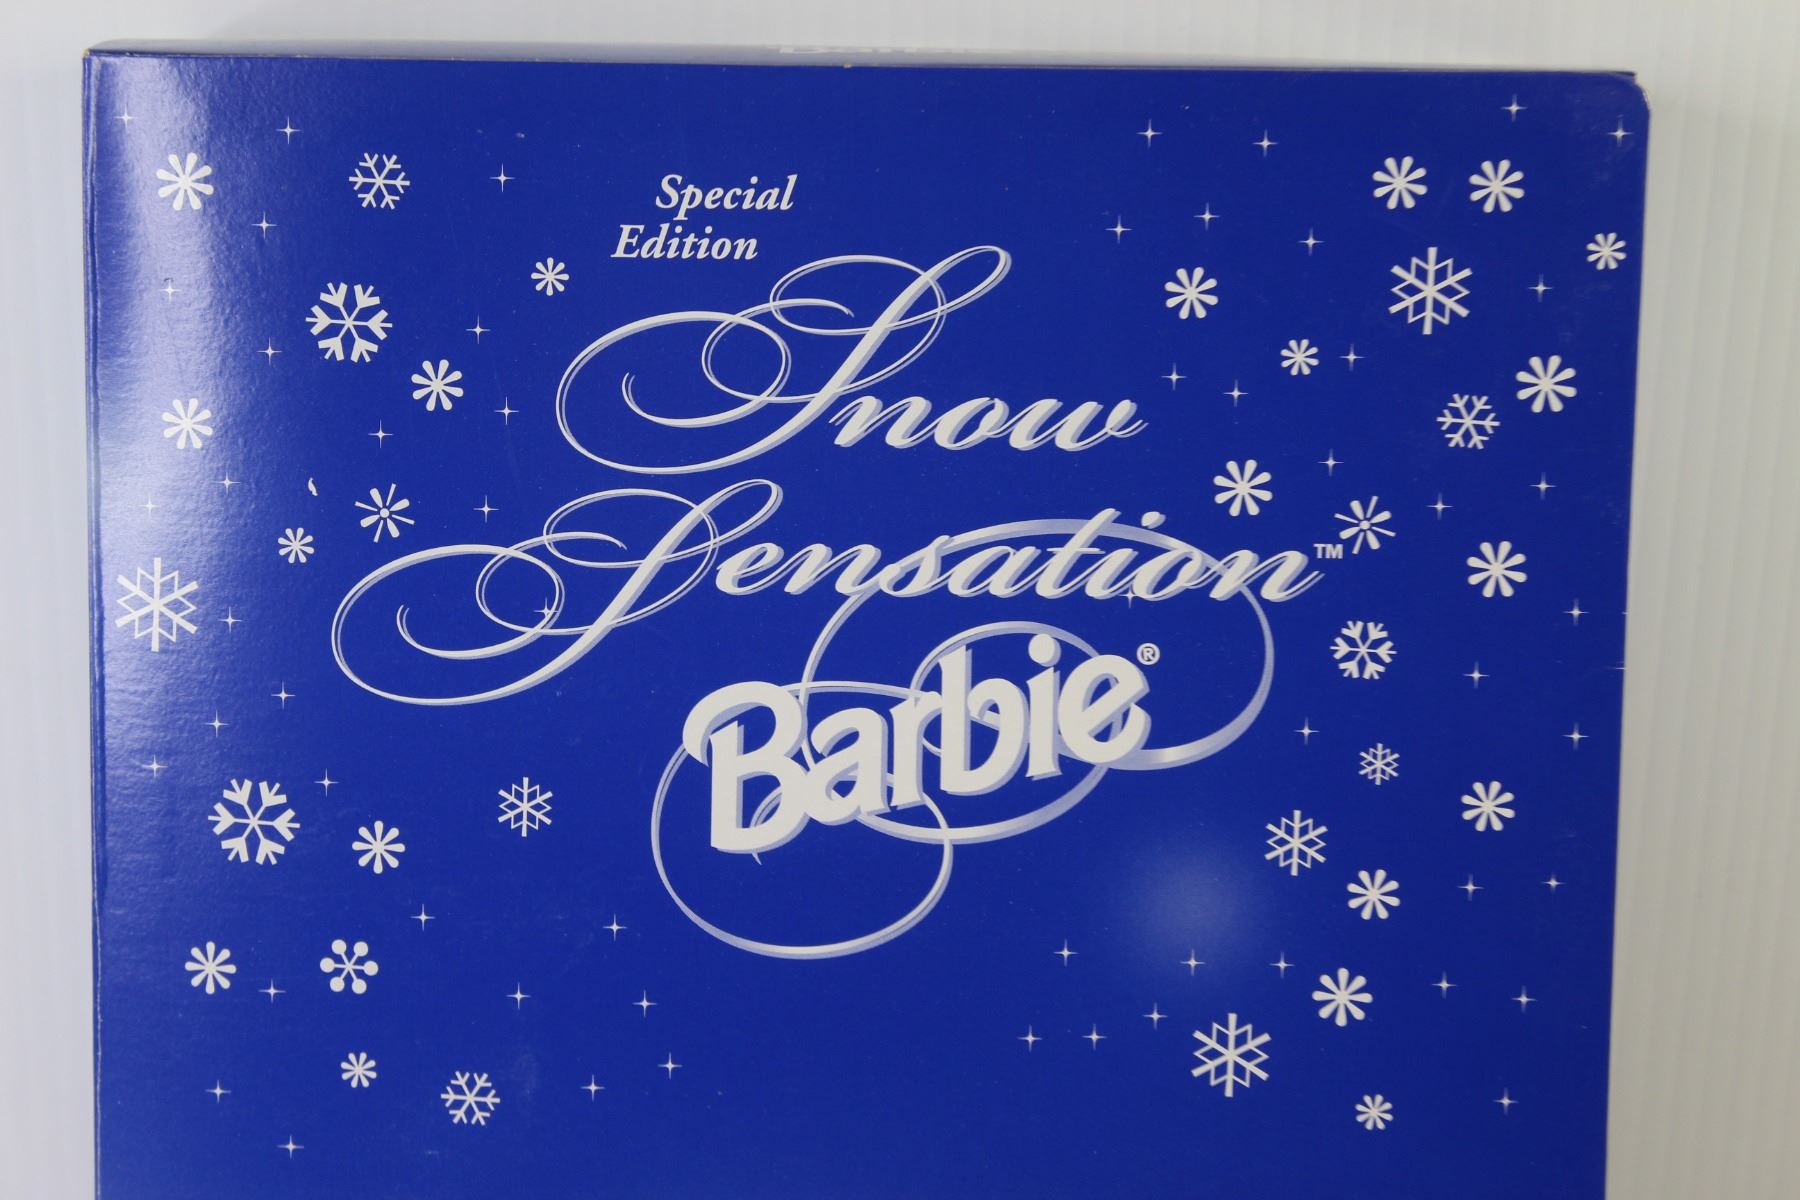 Special
Edition
Snow
Sensation™
Barbie®